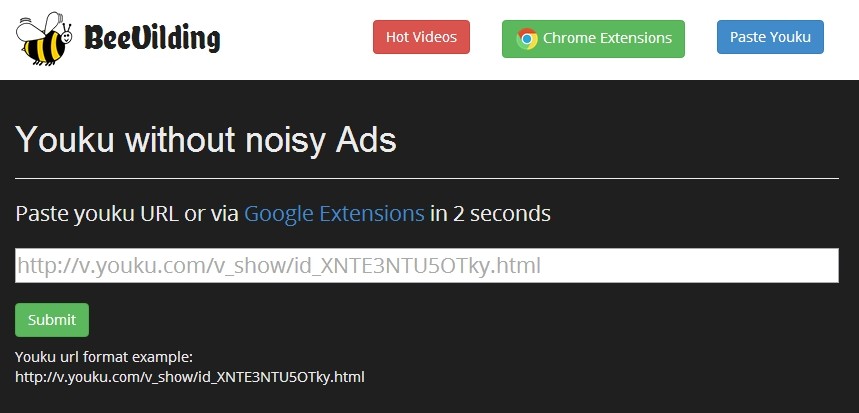 BeeVilding
Hot Videos
Chrome Extensions
Paste Youku
Youku without noisy Ads
Paste youku URL or via Google Extensions in 2 seconds
http://v.youku.com/v_show/id_XNTE3NTU5OTky.html
Submit
Youku url format example:
http://v.youku.com/v_show/id_XNTE3NTU5OTky.html